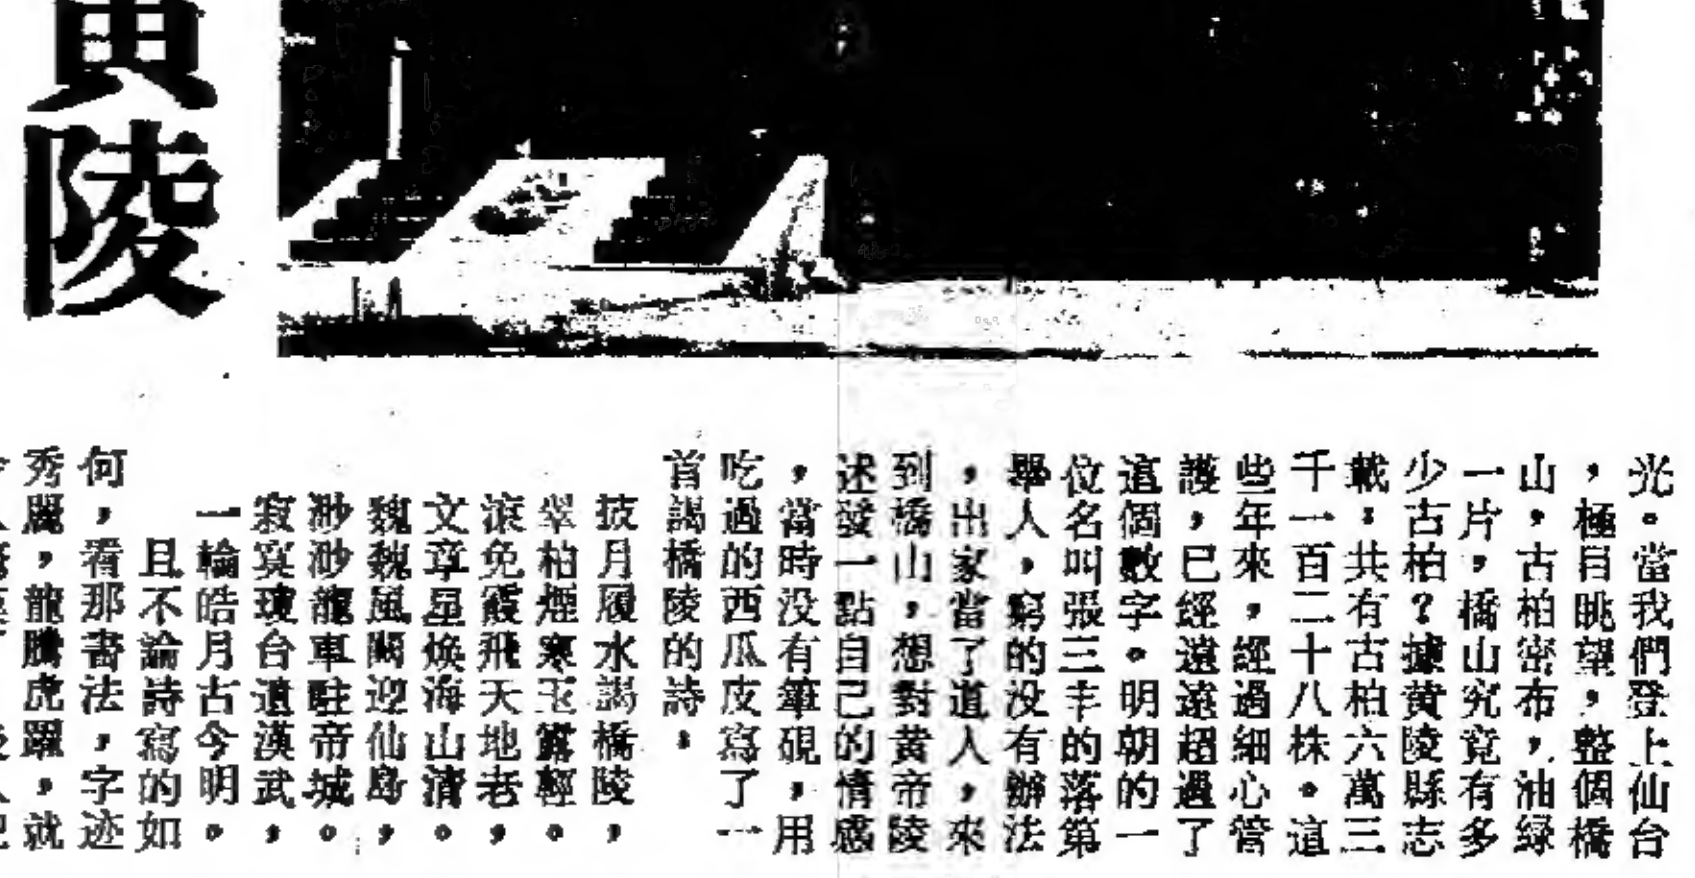 黄陵
光。當我們登上仙台
，極目眺望，整個橋
山，古柏密布，油緑
一片，橋山究竟有多
少古柏？據黄陵縣志
載：共有古柏六萬三
千一百二十八株。這
些年來，經過細心管
護，已經遠遠超過了
這個數字。明朝的一
位名叫張三丰的落第
舉人，窮的没有辦法
，出家當了道人，來
到橋山，想對黄帝陵
述發一點自己的情感
，當時没有筆硯，用
吃過的西瓜皮寫了一
首謁橋陵的詩，
披月履水謁橋陵，
翠柏煙寒玉露輕。
滾免霞飛天地老，
文章星焕海山清。
魏魏風闕迎仙島，
渺渺龍車駐帝城。
寂寞瓊台遺漢武，
一輪皓月古今明。
且不論詩寫的如
何，看那書法，字迹
秀麗，龍騰虎躍，就